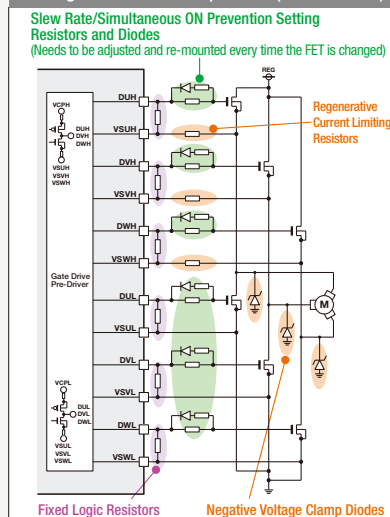 Slew Rate/Simultaneous ON Prevention Setting
Resistors and Diodes
(Needs to be adjusted and re-mounted every time the FET is changed)
REG
VCPH
DUH
DVH
DWH
VSUH
VSVH
VSWH
DUH
VSUH
DVH
VSVH
DWH
VSWH
Regenerative
Current Limiting
Resistors
Gate Drive
Pre-Driver
DUL
VSUL
DVL
VSVL
DWL
VSWL
M
VCPL
DUL
DVL
DWL
VSUL
VSVL
VSWL
Fixed Logic Resistors
Negative Voltage Clamp Diodes